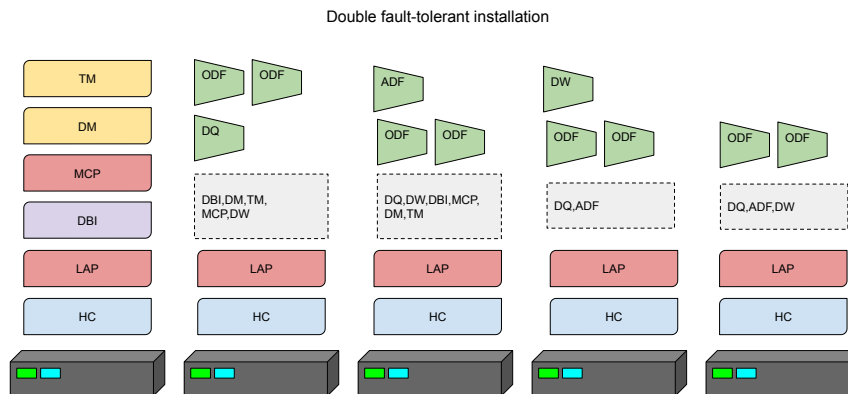 Double fault-tolerant installation
TM
DM
MCP
DBI
LAP
HC
ODF
ODF
DQ
DBI,DM,TM,
MCP,DW
LAP
HC
ADF
ODF
ODF
DQ,DW,DBI,MCP,
DM,TM
LAP
HC
DW
ODF
ODF
DQ,ADF
LAP
HC
ODF
ODF
DQ,ADF,DW
LAP
HC